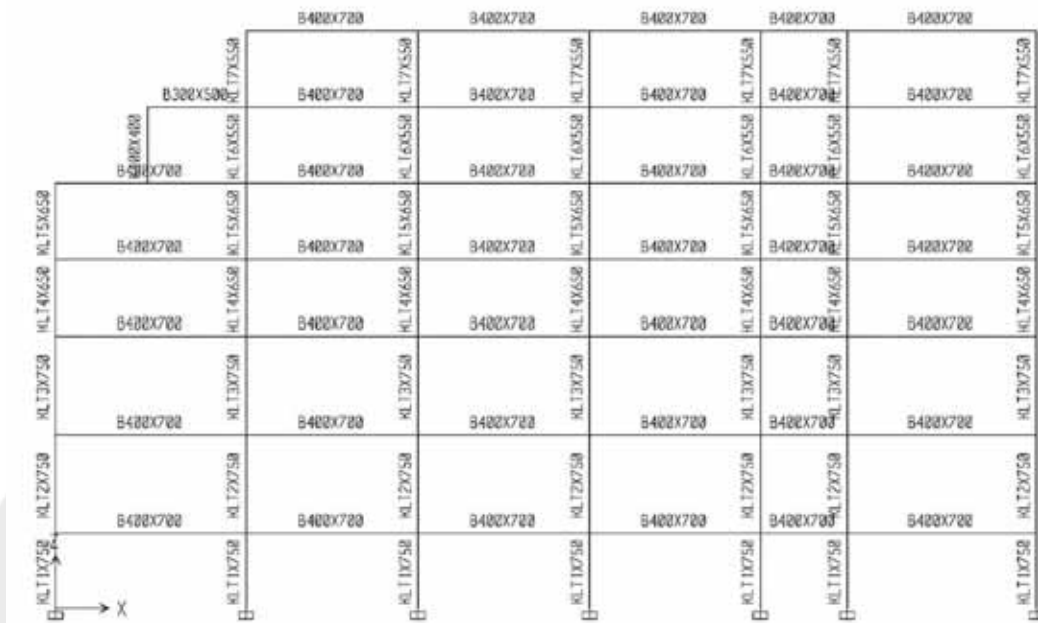 B400X700 B400X700 B400X700 B400X700 B400X700
KLT7X550 KLT7X550 KLT7X550 KLT7X550 KLT7X550 KLT7X550
B300X500 B400X700 B400X700 B400X700 B400X700 B400X700
KLT6X550 KLT6X550 KLT6X550 KLT6X550 KLT6X550 KLT6X550
B400X700 B400X700 B400X700 B400X700 B400X700 B400X700
KLT5X650 KLT5X650 KLT5X650 KLT5X650 KLT5X650 KLT5X650 KLT5X650
B400X700 B400X700 B400X700 B400X700 B400X700 B400X700
KLT4X650 KLT4X650 KLT4X650 KLT4X650 KLT4X650 KLT4X650 KLT4X650
B400X700 B400X700 B400X700 B400X700 B400X700 B400X700
KLT3X750 KLT3X750 KLT3X750 KLT3X750 KLT3X750 KLT3X750 KLT3X750
B400X700 B400X700 B400X700 B400X700 B400X700 B400X700
KLT2X750 KLT2X750 KLT2X750 KLT2X750 KLT2X750 KLT2X750 KLT2X750
B400X700 B400X700 B400X700 B400X700 B400X700 B400X700
KLT1X750 KLT1X750 KLT1X750 KLT1X750 KLT1X750 KLT1X750 KLT1X750
X